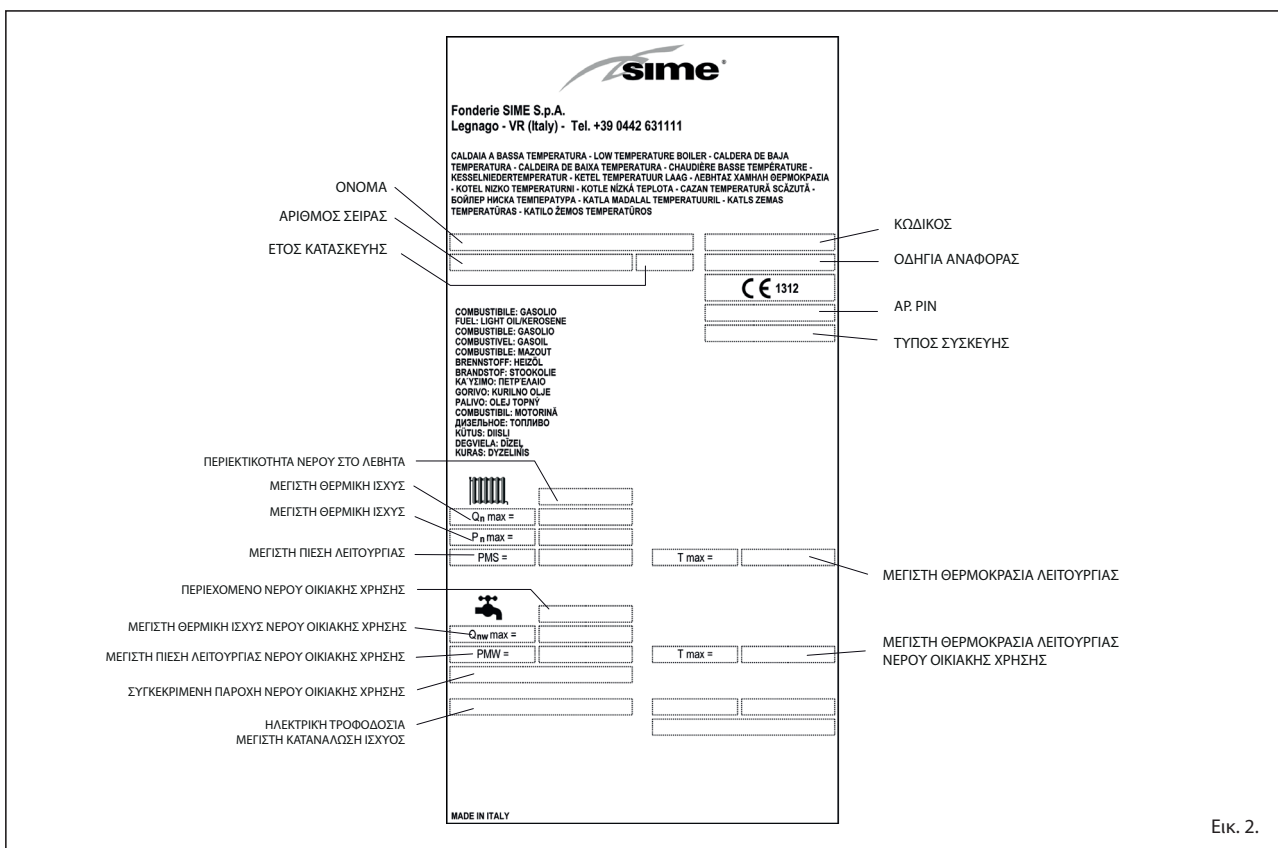 sime®
Fonderie SIME S.p.A.
Legnago - VR (Italy) - Tel. +39 0442 631111
CALDAIA A BASSA TEMPERATURA - LOW TEMPERATURE BOILER - CALDERA DE BAJA
TEMPERATURA - CALDEIRA DE BAIXA TEMPERATURA - CHAUDIÈRE BASSE TEMPÉRATURE -
KESSELNIEDERTEMPERATUR - KETEL TEMPERATUUR LAAG - ΛΕΒΗΤΑΣ ΧΑΜΗΛΗ ΘΕΡΜΟΚΡΑΣΙΑ
- KOTEL NIZKO TEMPERATURNI - KOTLE NÍZKÁ TEPLOTA - CAZAN TEMPERATURĂ SCĂZUTĂ -
БОЙЛЕР НИСКА ТЕМПЕРАТУРА - KATLA MADALAL TEMPERATUURIL - KATLS ZEMAS
TEMPERATŪRAS - KATILO ŽEMOS TEMPERATŪROS
ΟΝΟΜΑ
ΑΡΙΘΜΟΣ ΣΕΙΡΑΣ
ΕΤΟΣ ΚΑΤΑΣΚΕΥΗΣ
ΚΩΔΙΚΟΣ
ΟΔΗΓΙΑ ΑΝΑΦΟΡΑΣ
CE 1312
ΑΡ. PIN
ΤΥΠΟΣ ΣΥΣΚΕΥΗΣ
COMBUSTIBILE: GASOLIO
FUEL: LIGHT OIL/KEROSENE
COMBUSTIBLE: GASOLIO
COMBUSTIVEL: GASOIL
COMBUSTIBLE: MAZOUT
BRENNSTOFF: HEIZÖL
BRANDSTOF: STOOKOLIE
ΚΑΎΣΙΜΟ: ΠΕΤΡΈΛΑΙΟ
GORIVO: KURILNO OLJE
PALIVO: OLEJ TOPNÝ
COMBUSTIBIL: MOTORINĂ
ДИЗЕЛЬНОЕ: ТОПЛИВО
KÜTUS: DIISLI
DEGVIELA: DĪZEĻ
KURAS: DYZELINĪS
ΠΕΡΙΕΚΤΙΚΟΤΗΤΑ ΝΕΡΟΥ ΣΤΟ ΛΕΒΗΤΑ
ΜΕΓΙΣΤΗ ΘΕΡΜΙΚΗ ΙΣΧΥΣ
Qn max =
ΜΕΓΙΣΤΗ ΘΕΡΜΙΚΗ ΙΣΧΥΣ
Pn max =
ΜΕΓΙΣΤΗ ΠΙΕΣΗ ΛΕΙΤΟΥΡΓΙΑΣ
PMS =
T max =
ΜΕΓΙΣΤΗ ΘΕΡΜΟΚΡΑΣΙΑ ΛΕΙΤΟΥΡΓΙΑΣ
ΠΕΡΙΕΧΟΜΕΝΟ ΝΕΡΟΥ ΟΙΚΙΑΚΗΣ ΧΡΗΣΗΣ
ΜΕΓΙΣΤΗ ΘΕΡΜΙΚΗ ΙΣΧΥΣ ΝΕΡΟΥ ΟΙΚΙΑΚΗΣ ΧΡΗΣΗΣ
Qnw max =
ΜΕΓΙΣΤΗ ΠΙΕΣΗ ΛΕΙΤΟΥΡΓΙΑΣ ΝΕΡΟΥ ΟΙΚΙΑΚΗΣ ΧΡΗΣΗΣ
PMW =
T max =
ΜΕΓΙΣΤΗ ΘΕΡΜΟΚΡΑΣΙΑ ΛΕΙΤΟΥΡΓΙΑΣ
ΝΕΡΟΥ ΟΙΚΙΑΚΗΣ ΧΡΗΣΗΣ
ΣΥΓΚΕΚΡΙΜΕΝΗ ΠΑΡΟΧΗ ΝΕΡΟΥ ΟΙΚΙΑΚΗΣ ΧΡΗΣΗΣ
ΗΛΕΚΤΡΙΚΉ ΤΡΟΦΟΔΟΣΙΑ
ΜΕΓΙΣΤΗ ΚΑΤΑΝΑΛΩΣΗ ΙΣΧΥΟΣ
MADE IN ITALY
Εικ. 2.